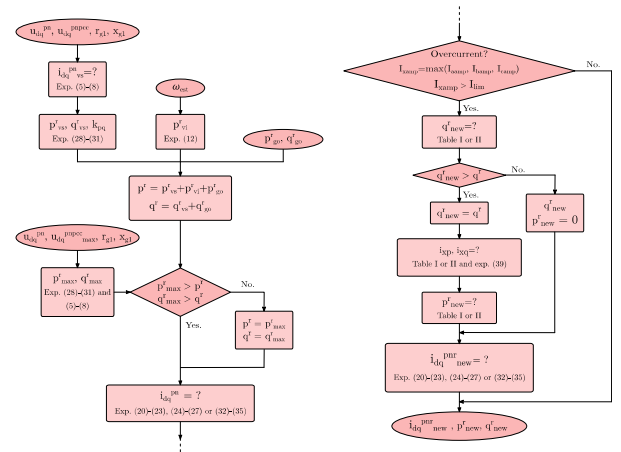 u_dq^pn, u_dq^pnpcc, r_g1, x_g1
i_dq^pn_vs=?
Exp. (5)-(8)
p^r_vs, q^r_vs, k_pq
Exp. (28)-(31)
ω_est
p^r_vi
Exp. (12)
p^r_go, q^r_go
p^r = p^r_vs+p^r_vi+p^r_go
q^r = q^r_vs+q^r_go
u_dq^pn, u_dq^pnpcc_max, r_g1, x_g1
p^r_max, q^r_max
Exp. (28)-(31) and
(5)-(8)
p^r_max > p^r
q^r_max > q^r
No.
Yes.
p^r = p^r_max
q^r = q^r_max
i_dq^pn = ?
Exp. (20)-(23), (24)-(27) or (32)-(35)
Overcurrent?
I_xamp=max(I_aamp, I_bamp, I_camp)
I_xamp > I_lim
No.
Yes.
q^r_new=?
Table I or II
q^r_new > q^r
No.
Yes.
q^r_new = q^r
q^r_new
p^r_new = 0
i_xp, i_xq=?
Table I or II and exp. (39)
p^r_new=?
Table I or II
i_dq^pnr_new= ?
Exp. (20)-(23), (24)-(27) or (32)-(35)
i_dq^pnr_new , p^r_new, q^r_new